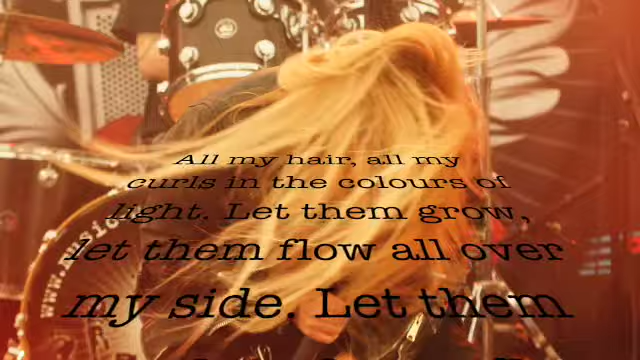 All my hair, all my
curls in the colours of
light. Let them grow,
let them flow all over
my side. Let them